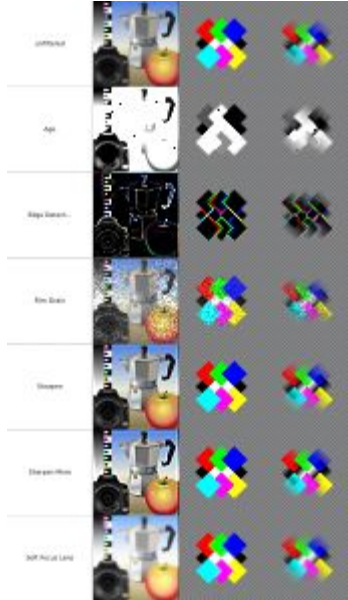 unfiltered
Age
Edge Detect...
Film Grain
Sharpen
Sharpen More
Soft Focus Lens